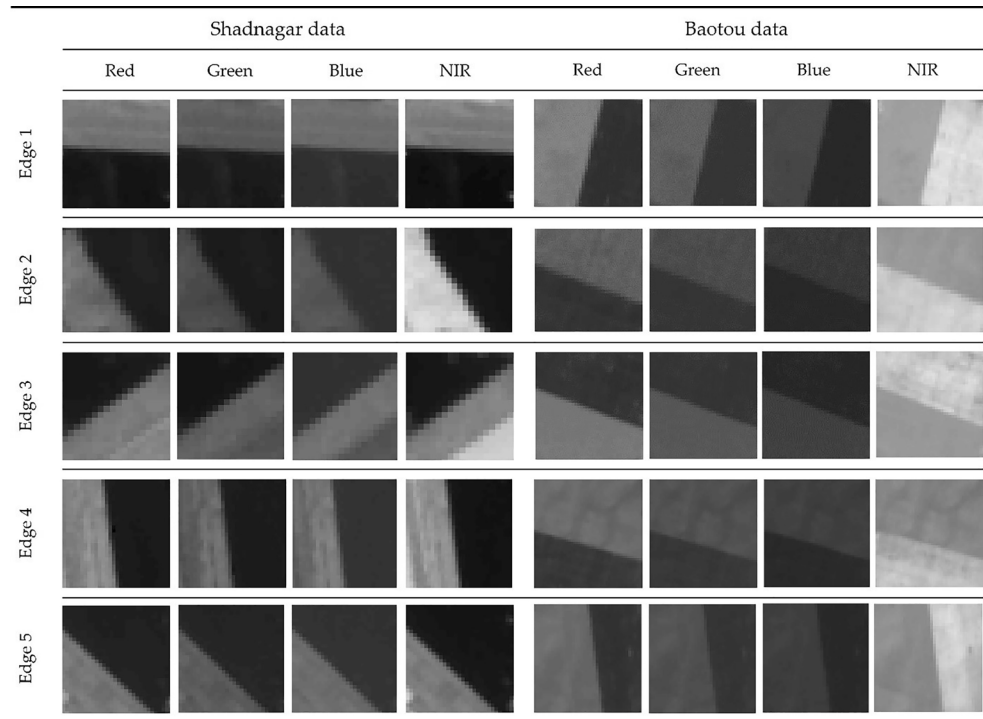 Shadnagar data Baotou data
Red Green Blue NIR Red Green Blue NIR
Edge 1
Edge 2
Edge 3
Edge 4
Edge 5